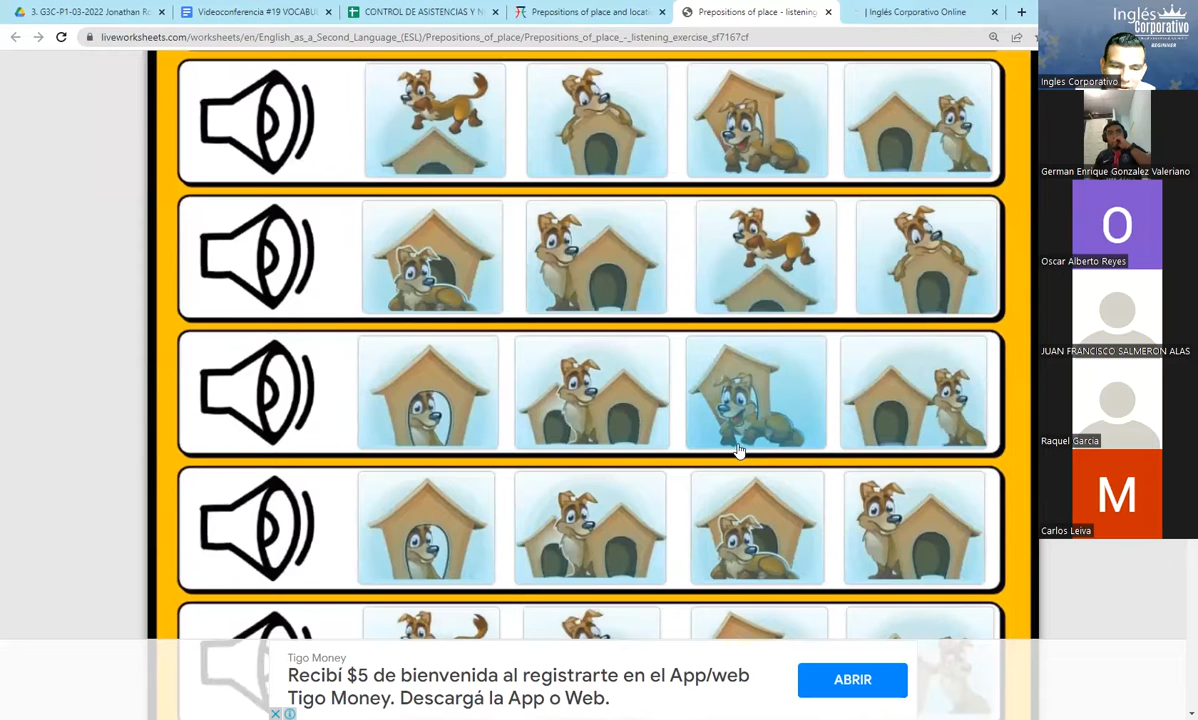 3. G3C-P1-03-2022 Jonathan Ro
Videoconferencia #19 VOCABU
CONTROL DE ASISTENCIAS Y N
Prepositions of place and locati
Prepositions of place - listening
| Inglés Corporativo Online
liveworksheets.com/worksheets/en/English_as_a_Second_Language_(ESL)/Prepositions_of_place/Prepositions_of_place_-_listening_exercise_sf7167cf
Inglés
Corporativo
BEGINNER
Ingles Corporativo
German Enrique Gonzalez Valeriano
O
Oscar Alberto Reyes
JUAN FRANCISCO SALMERON ALAS
Raquel Garcia
M
Carlos Leiva
Tigo Money
Recibí $5 de bienvenida al registrarte en el App/web
Tigo Money. Descargá la App o Web.
ABRIR